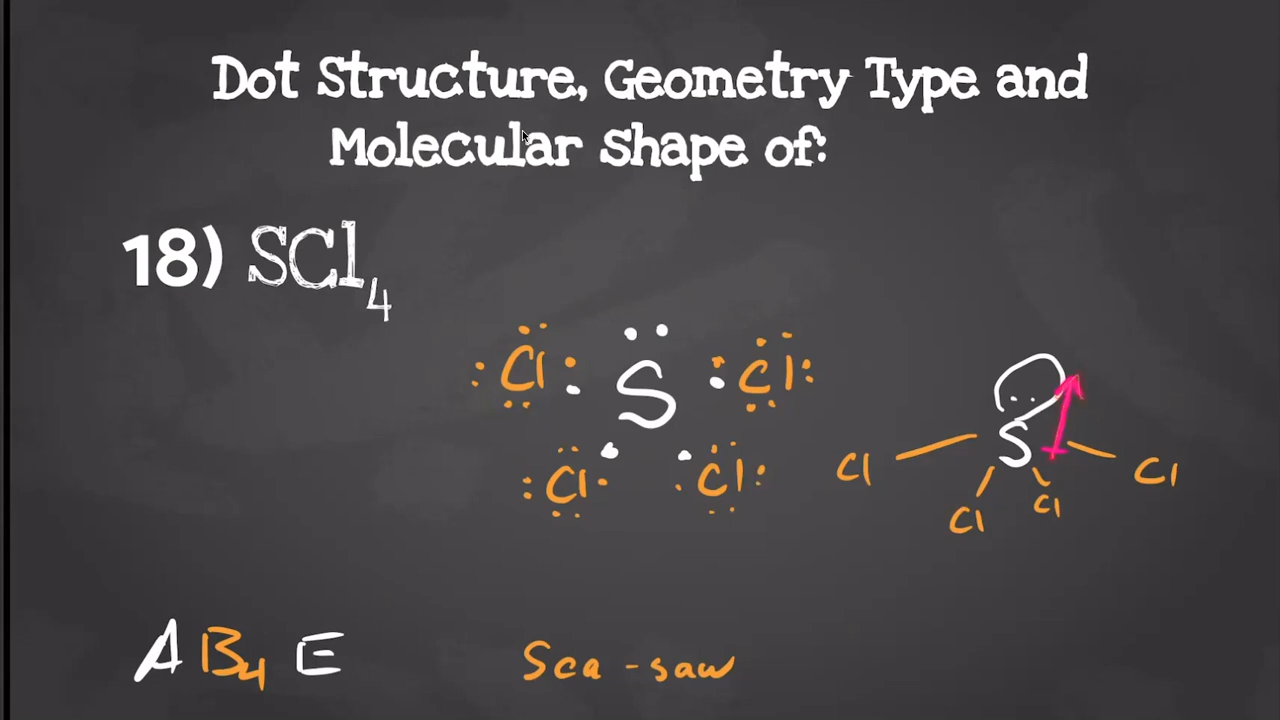 Dot Structure, Geometry Type and
Molecular Shape of:
18) SCl₄
:Cl: S :Cl:
:Cl· ·Cl:
S
Cl Cl
Cl Cl
AB₄E
Sea-saw